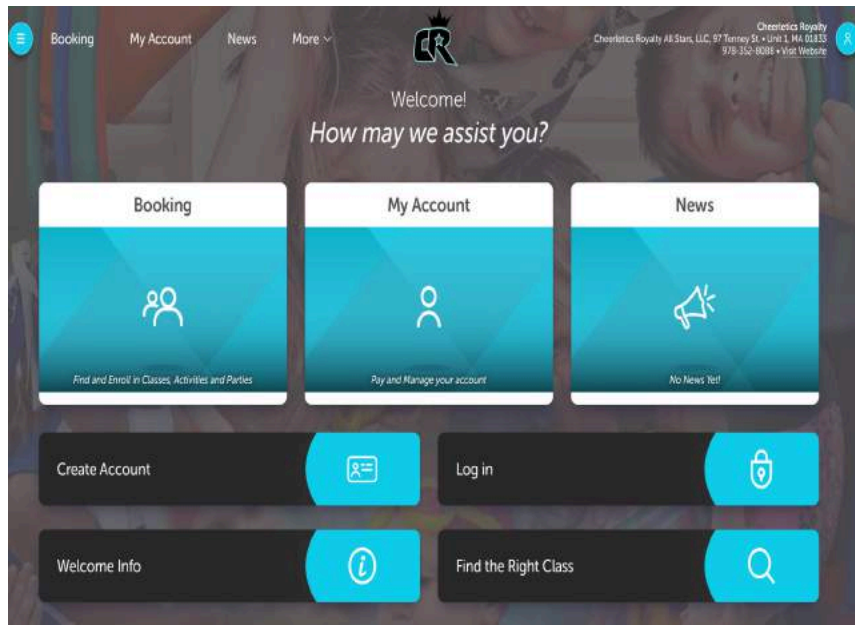 Booking
My Account
News
More
CR
Cheerletics Royalty
Cheerletics Royalty All Stars, LLC, 97 Tenney St. • Unit 1, MA 01833
978-352-8088 • Visit Website
Welcome!
How may we assist you?
Booking
My Account
News
Find and Enroll in Classes, Activities and Parties
Pay and Manage your account
No News Yet!
Create Account
Log in
Welcome Info
i
Find the Right Class